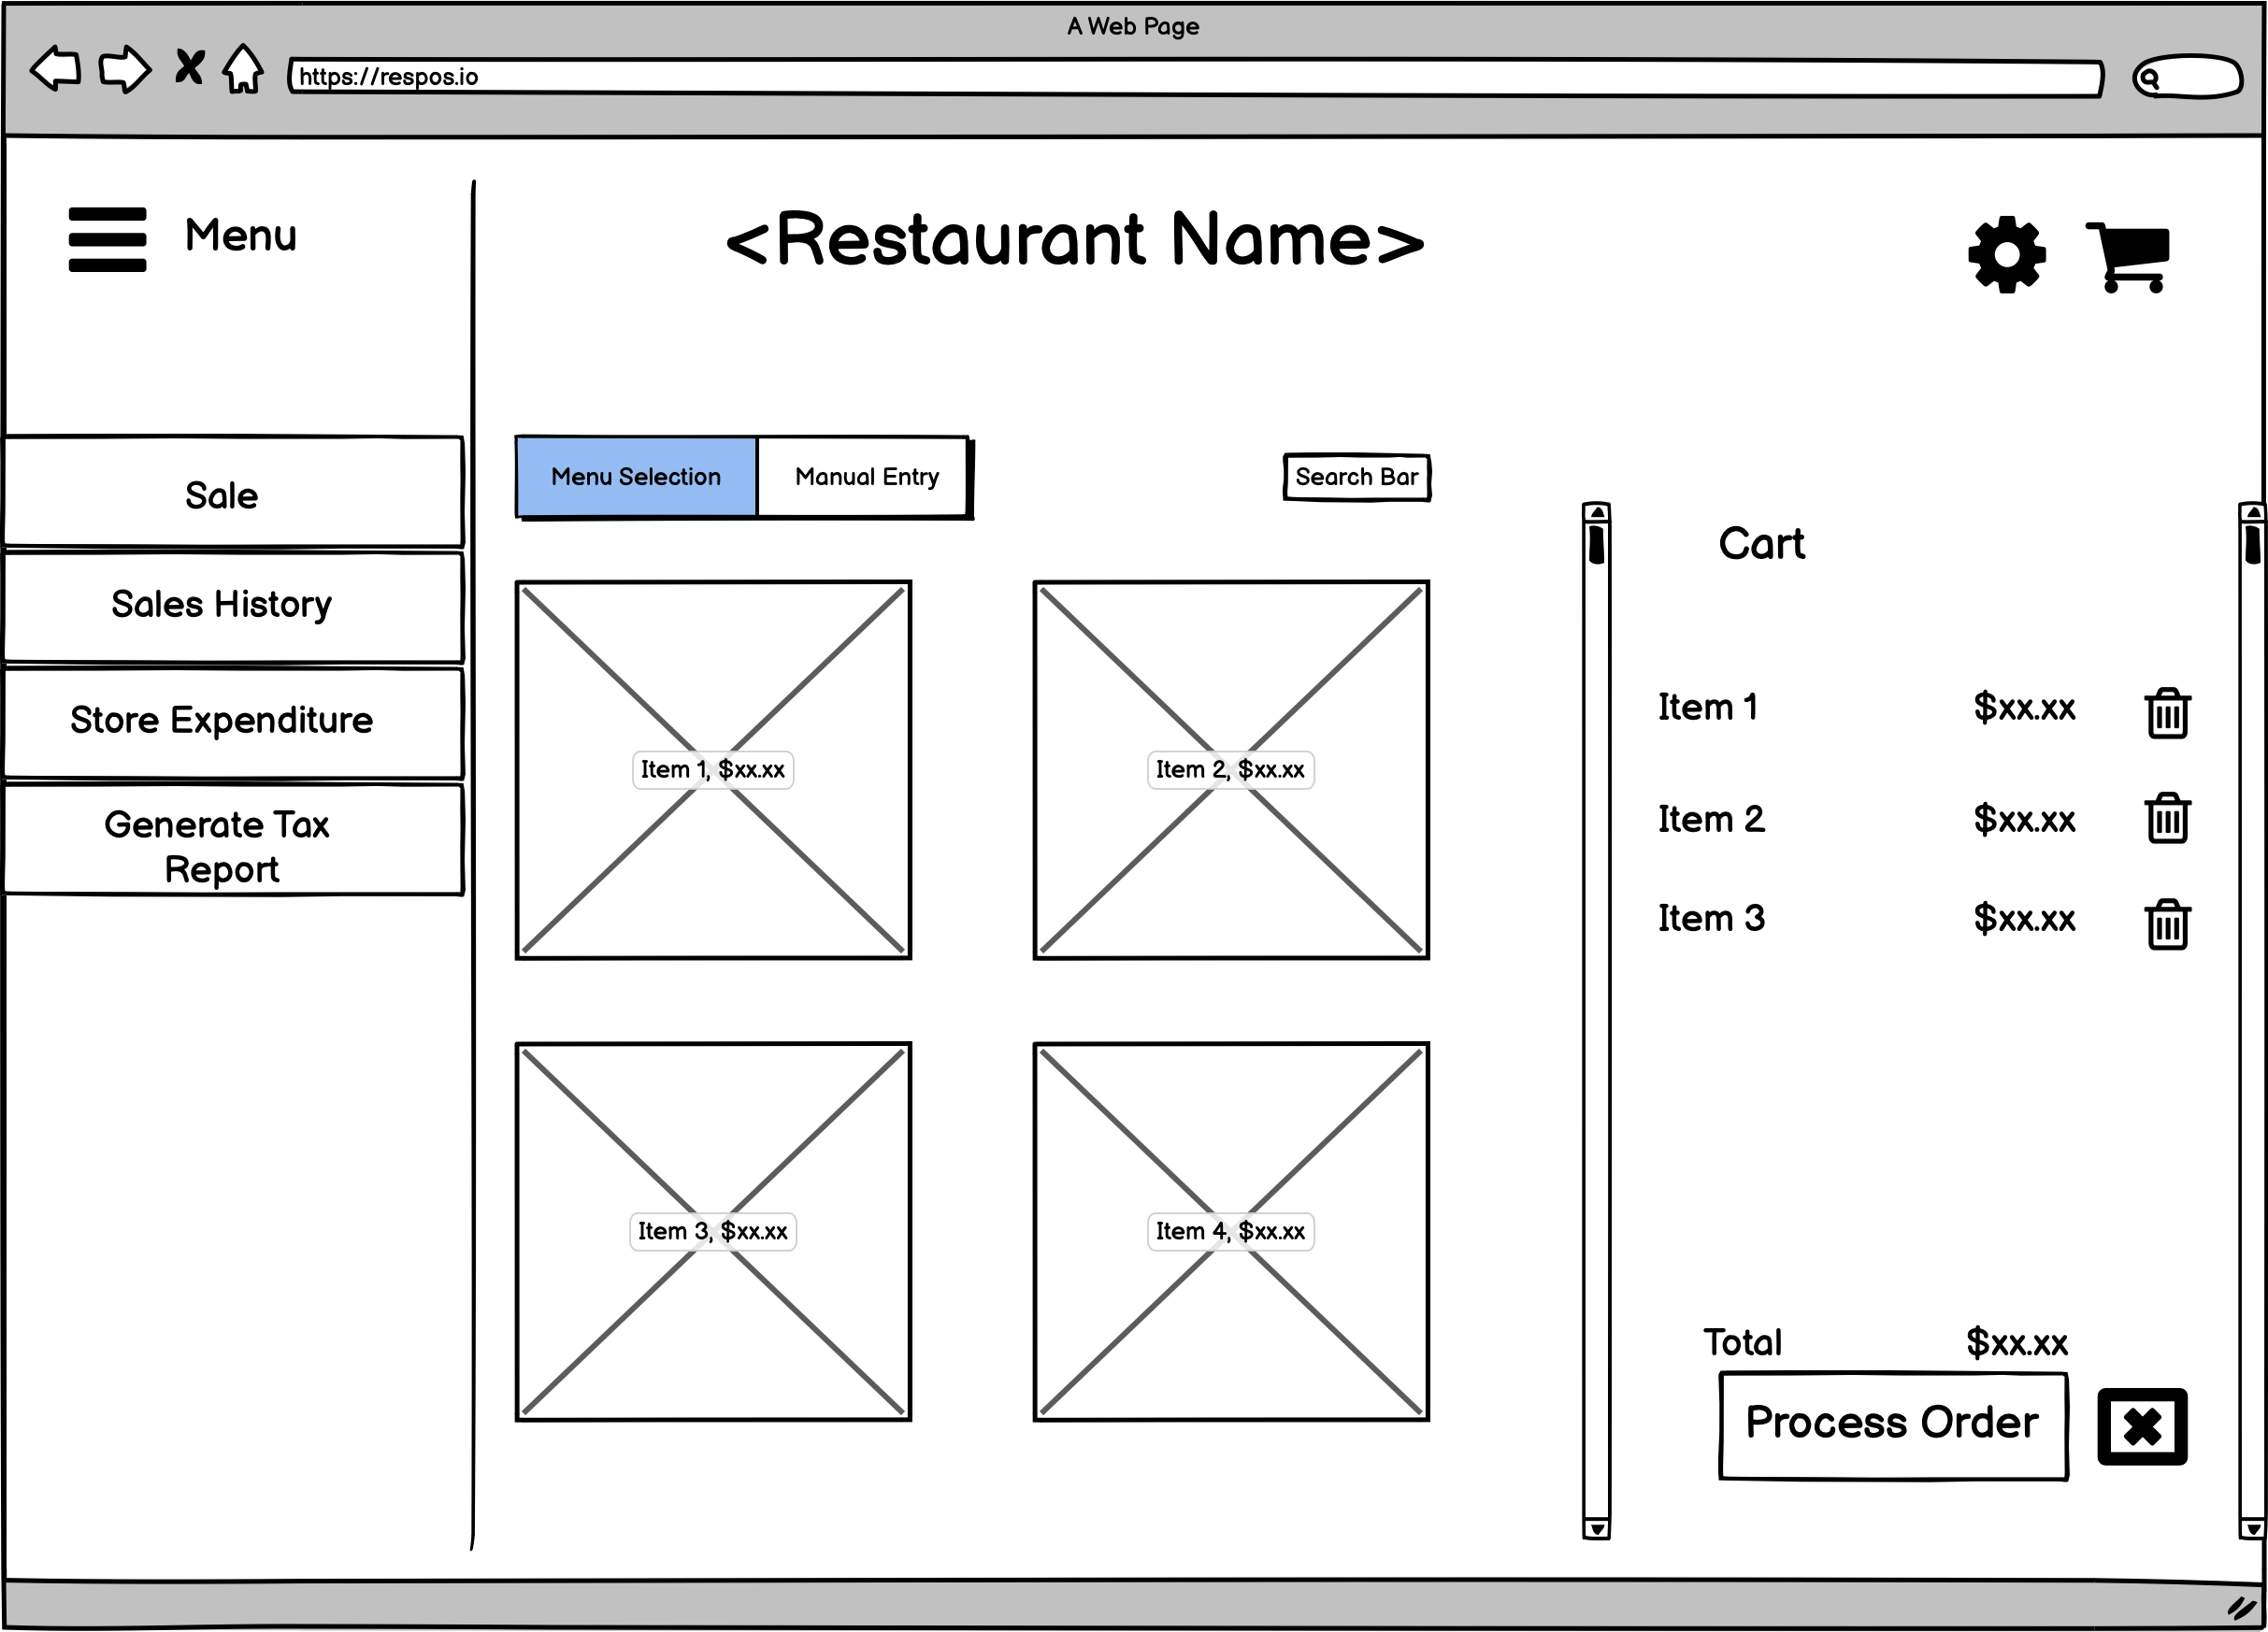 A Web Page
https://respos.io
Menu
<Restaurant Name>
Sale
Sales History
Store Expenditure
Generate Tax
Report
Menu Selection
Manual Entry
Search Bar
Item 1, $xx.xx
Item 2, $xx.xx
Item 3, $xx.xx
Item 4, $xx.xx
Cart
Item 1 $xx.xx
Item 2 $xx.xx
Item 3 $xx.xx
Total $xx.xx
Process Order